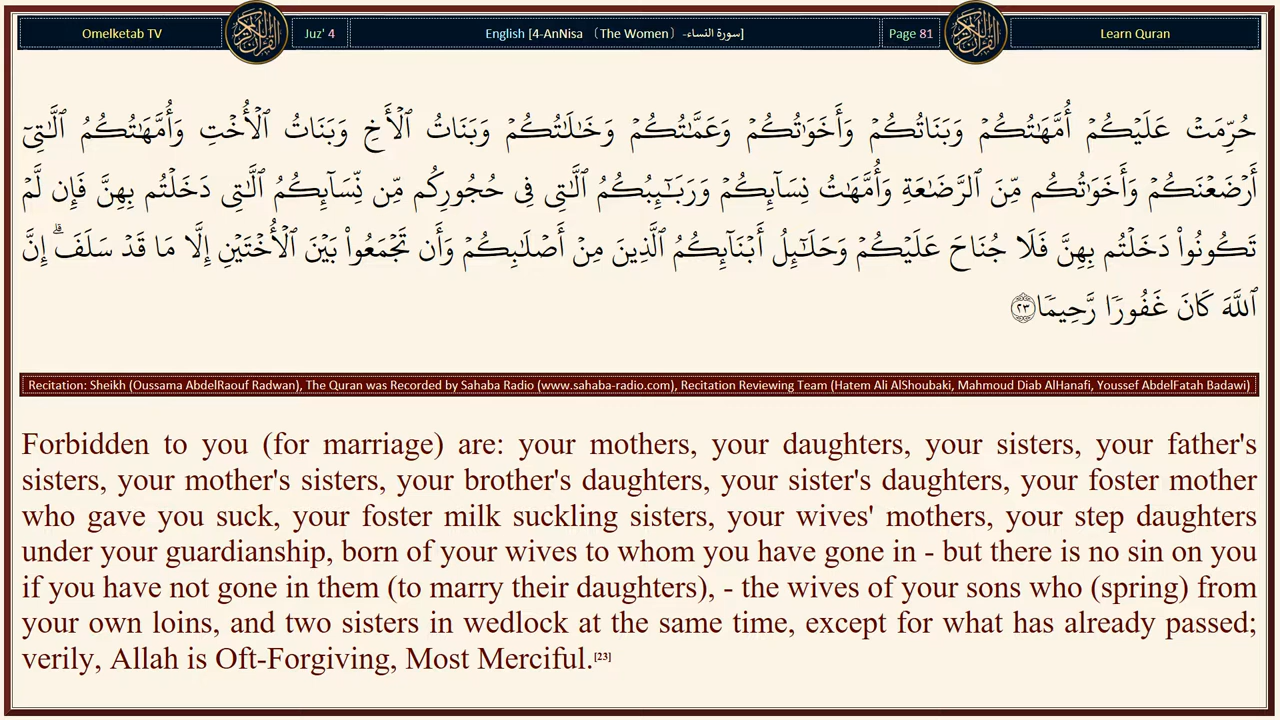 Omelketab TV
Juz' 4
English [4-AnNisa 〔The Women〕 -سورة النساء]
Page 81
Learn Quran
حُرِّمَتۡ عَلَيۡكُمۡ أُمَّهَٰتُكُمۡ وَبَنَاتُكُمۡ وَأَخَوَٰتُكُمۡ وَعَمَّٰتُكُمۡ وَخَٰلَٰتُكُمۡ وَبَنَاتُ ٱلۡأَخِ وَبَنَاتُ ٱلۡأُخۡتِ وَأُمَّهَٰتُكُمُ ٱلَّٰتِيٓ
أَرۡضَعۡنَكُمۡ وَأَخَوَٰتُكُم مِّنَ ٱلرَّضَٰعَةِ وَأُمَّهَٰتُ نِسَآئِكُمۡ وَرَبَٰٓئِبُكُمُ ٱلَّٰتِي فِي حُجُورِكُم مِّن نِّسَآئِكُمُ ٱلَّٰتِي دَخَلۡتُم بِهِنَّ فَإِن لَّمۡ
تَكُونُواْ دَخَلۡتُم بِهِنَّ فَلَا جُنَاحَ عَلَيۡكُمۡ وَحَلَٰٓئِلُ أَبۡنَآئِكُمُ ٱلَّذِينَ مِنۡ أَصۡلَٰبِكُمۡ وَأَن تَجۡمَعُواْ بَيۡنَ ٱلۡأُخۡتَيۡنِ إِلَّا مَا قَدۡ سَلَفَۗ إِنَّ
ٱللَّهَ كَانَ غَفُورٗا رَّحِيمٗا ٢٣
Recitation: Sheikh (Oussama AbdelRaouf Radwan), The Quran was Recorded by Sahaba Radio (www.sahaba-radio.com), Recitation Reviewing Team (Hatem Ali AlShoubaki, Mahmoud Diab AlHanafi, Youssef AbdelFatah Badawi)
Forbidden to you (for marriage) are: your mothers, your daughters, your sisters, your father's
sisters, your mother's sisters, your brother's daughters, your sister's daughters, your foster mother
who gave you suck, your foster milk suckling sisters, your wives' mothers, your step daughters
under your guardianship, born of your wives to whom you have gone in - but there is no sin on you
if you have not gone in them (to marry their daughters), - the wives of your sons who (spring) from
your own loins, and two sisters in wedlock at the same time, except for what has already passed;
verily, Allah is Oft-Forgiving, Most Merciful.[23]